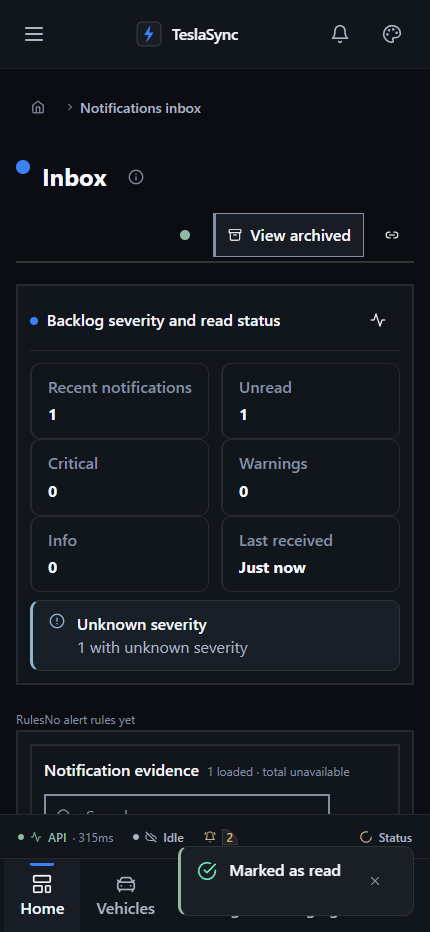 TeslaSync
Notifications inbox
Inbox
View archived
Backlog severity and read status
Recent notifications
1
Unread
1
Critical
0
Warnings
0
Info
0
Last received
Just now
Unknown severity
1 with unknown severity
RulesNo alert rules yet
Notification evidence 1 loaded · total unavailable
API · 315ms
Idle
2
Status
Marked as read
Home
Vehicles